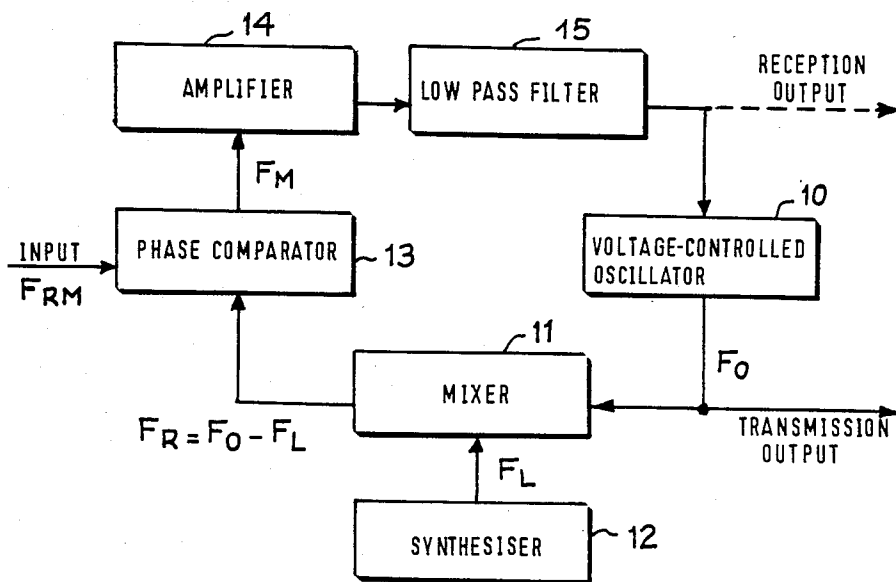 14
AMPLIFIER
15
LOW PASS FILTER
RECEPTION
OUTPUT
FM
10
VOLTAGE-CONTROLLED
OSCILLATOR
INPUT
FRM
PHASE COMPARATOR
13
11
MIXER
FO
FR = FO - FL
TRANSMISSION
OUTPUT
FL
SYNTHESISER
12